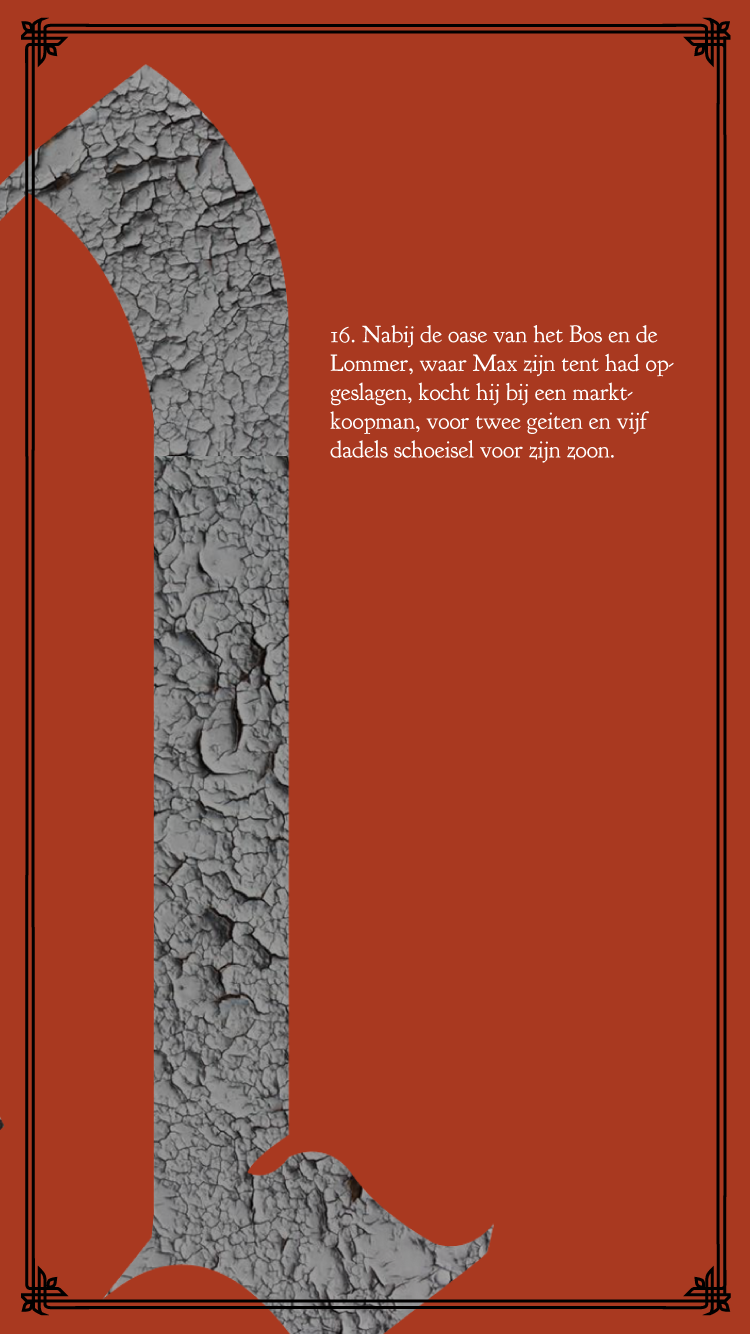 16. Nabij de oase van het Bos en de
Lommer, waar Max zijn tent had op-
geslagen, kocht hij bij een markt-
koopman, voor twee geiten en vijf
dadels schoeisel voor zijn zoon.